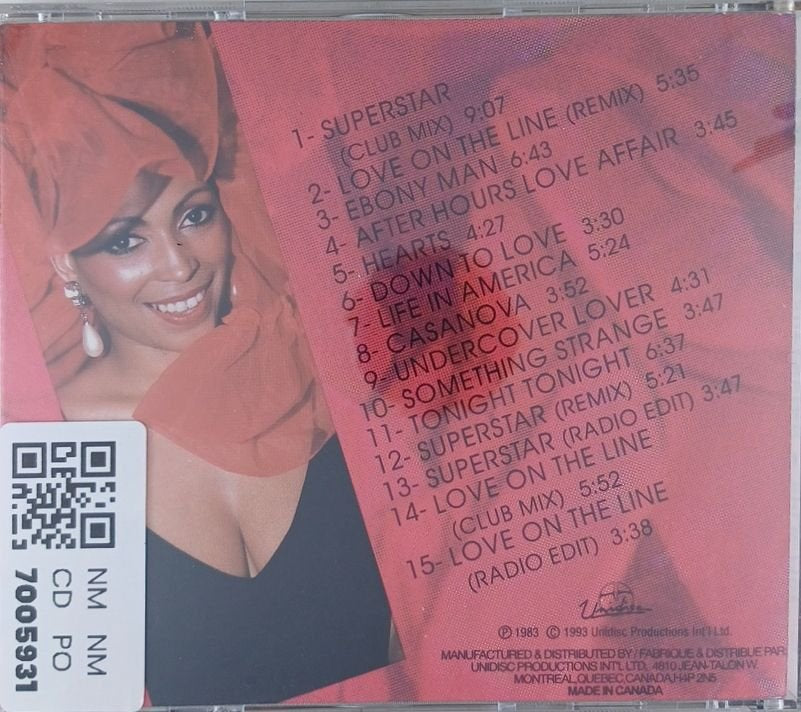 1- SUPERSTAR
(CLUB MIX) 9:07
2- LOVE ON THE LINE (REMIX) 5:35
3- EBONY MAN 6:43
4- AFTER HOURS LOVE AFFAIR 3:45
5- HEARTS 4:27
6- DOWN TO LOVE 3:30
7- LIFE IN AMERICA 5:24
8- CASANOVA 3:52
9- UNDERCOVER LOVER 4:31
10- SOMETHING STRANGE 3:47
11- TONIGHT TONIGHT 6:37
12- SUPERSTAR (REMIX) 5:21
13- SUPERSTAR (RADIO EDIT) 3:47
14- LOVE ON THE LINE
(CLUB MIX) 5:52
15- LOVE ON THE LINE
(RADIO EDIT) 3:38
Unidisc
Ⓟ 1983 © 1993 Unidisc Productions Int'l Ltd.
MANUFACTURED & DISTRIBUTED BY / FABRIQUE & DISTRIBUE PAR
UNIDISC PRODUCTIONS INT'L LTD. 4810 JEAN-TALON W.
MONTREAL, QUEBEC, CANADA, H4P 2N5
MADE IN CANADA
NM NM
CD PO
7005931